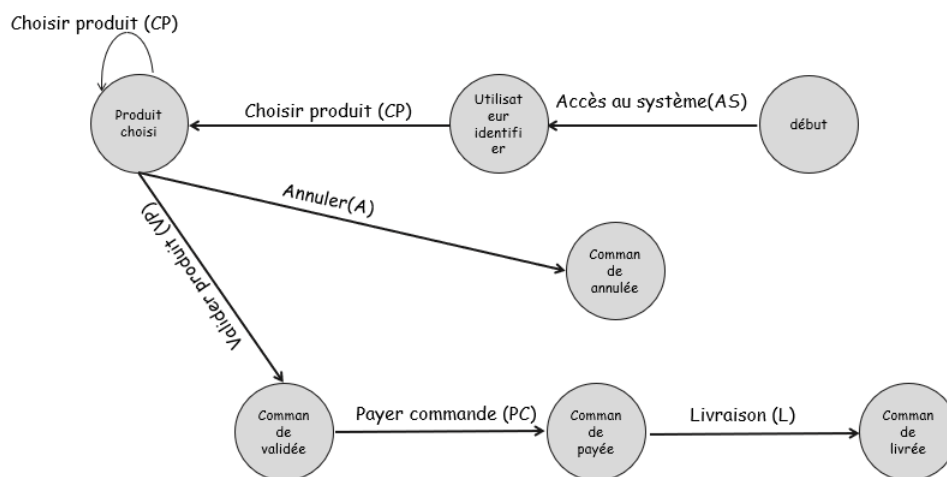 Choisir produit (CP)
Produit
choisi
Choisir produit (CP)
Utilisat
eur
identifi
er
Accès au système(AS)
début
Annuler(A)
Valider produit (VP)
Comman
de
annulée
Comman
de
validée
Payer commande (PC)
Comman
de
payée
Livraison (L)
Comman
de
livrée